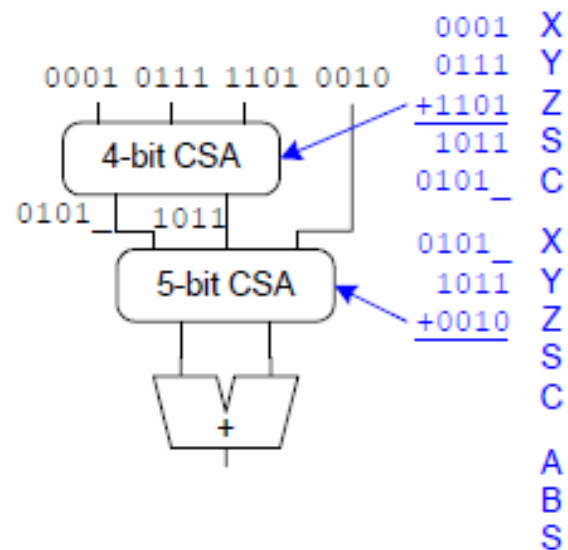 0001 0111 1101 0010
4-bit CSA
0101_ 1011
5-bit CSA
+
0001 X
0111 Y
+1101 Z
1011 S
0101_ C
0101_ X
1011 Y
+0010 Z
S
C
A
B
S